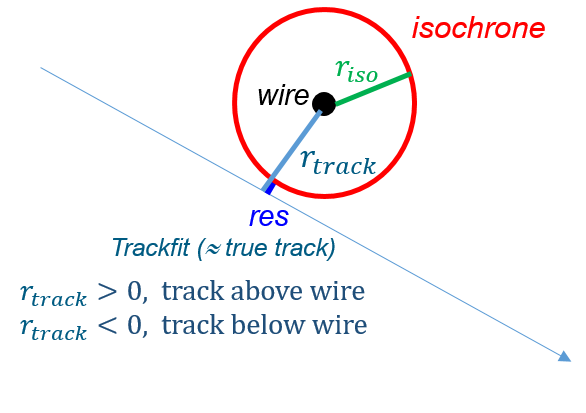 isochrone
r_iso
wire
r_track
res
Trackfit (≈ true track)
r_track > 0, track above wire
r_track < 0, track below wire